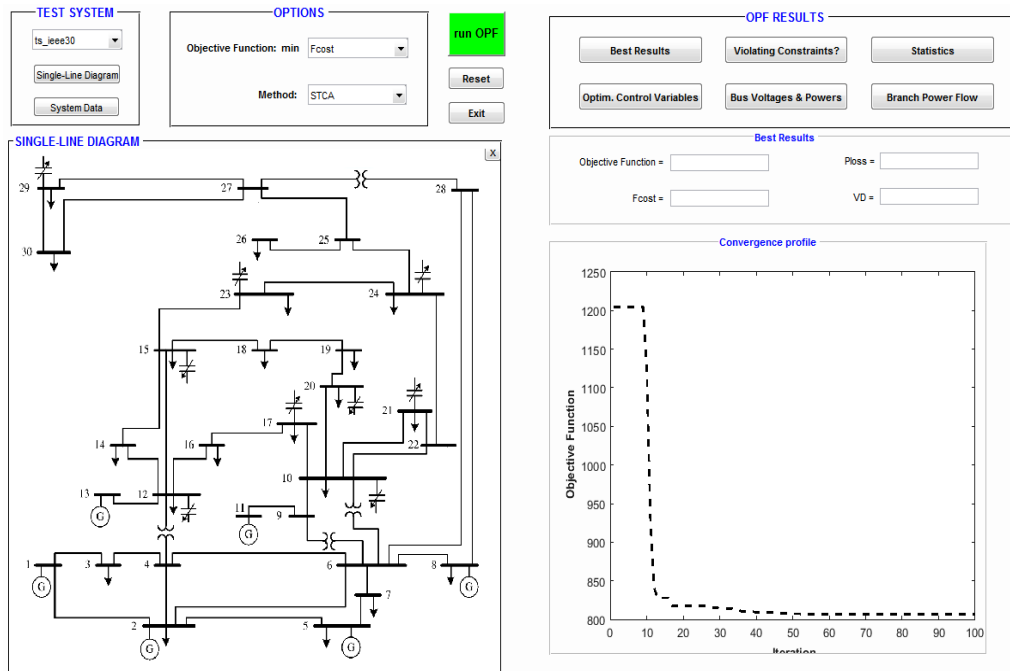 TEST SYSTEM
ts_ieee30
Single-Line Diagram
System Data
OPTIONS
Objective Function: min Fcost
Method: STCA
run OPF
Reset
Exit
OPF RESULTS
Best Results Violating Constraints? Statistics
Optim. Control Variables Bus Voltages & Powers Branch Power Flow
Best Results
Objective Function = Ploss =
Fcost = VD =
SINGLE-LINE DIAGRAM
X
29 27 28
30 26 25
23 24
15 18 19
20
21
17
14 16 22
10
13 12 11 9
G G
1 3 4 6 8
G G
7
2 5
G G
Convergence profile
Objective Function
1250
1200
1150
1100
1050
1000
950
900
850
800
0 10 20 30 40 50 60 70 80 90 100
Iteration